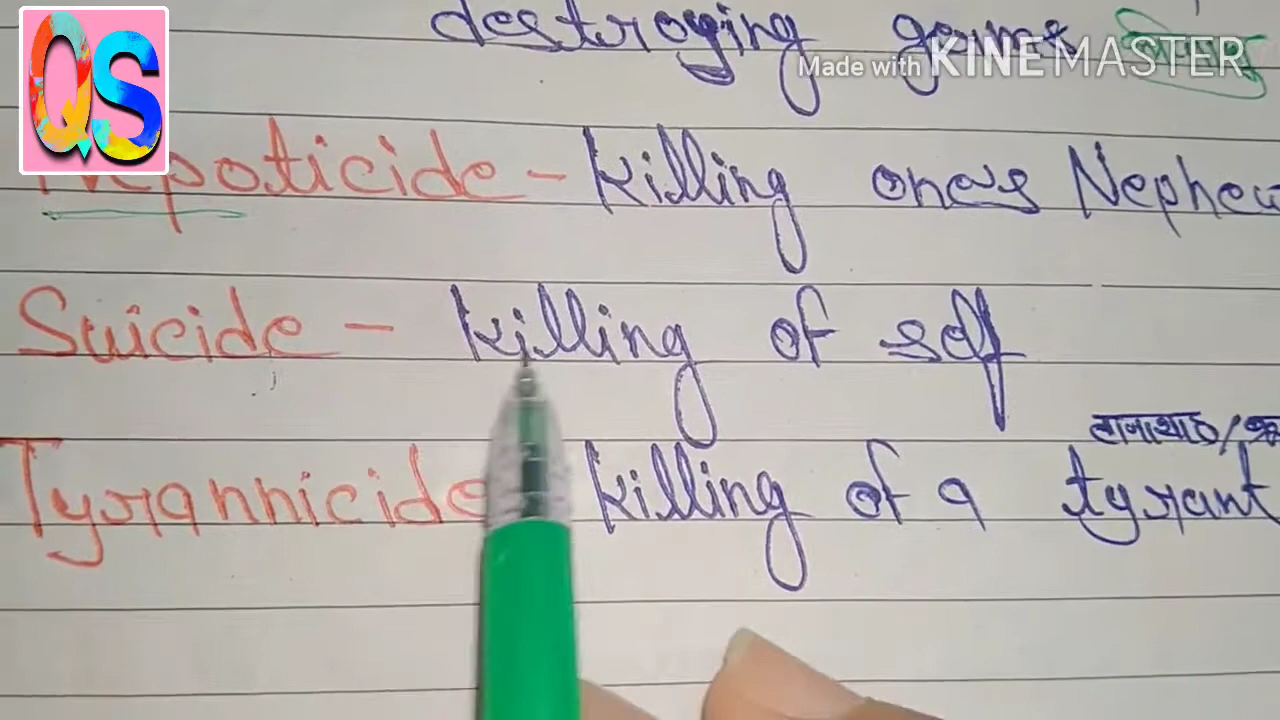 destroying germs
Made with KINEMASTER
QS
Nepoticide - Killing ones Nephew
Suicide - Killing of self
तानाशाह /
Tyrannicide Killing of a tyrant